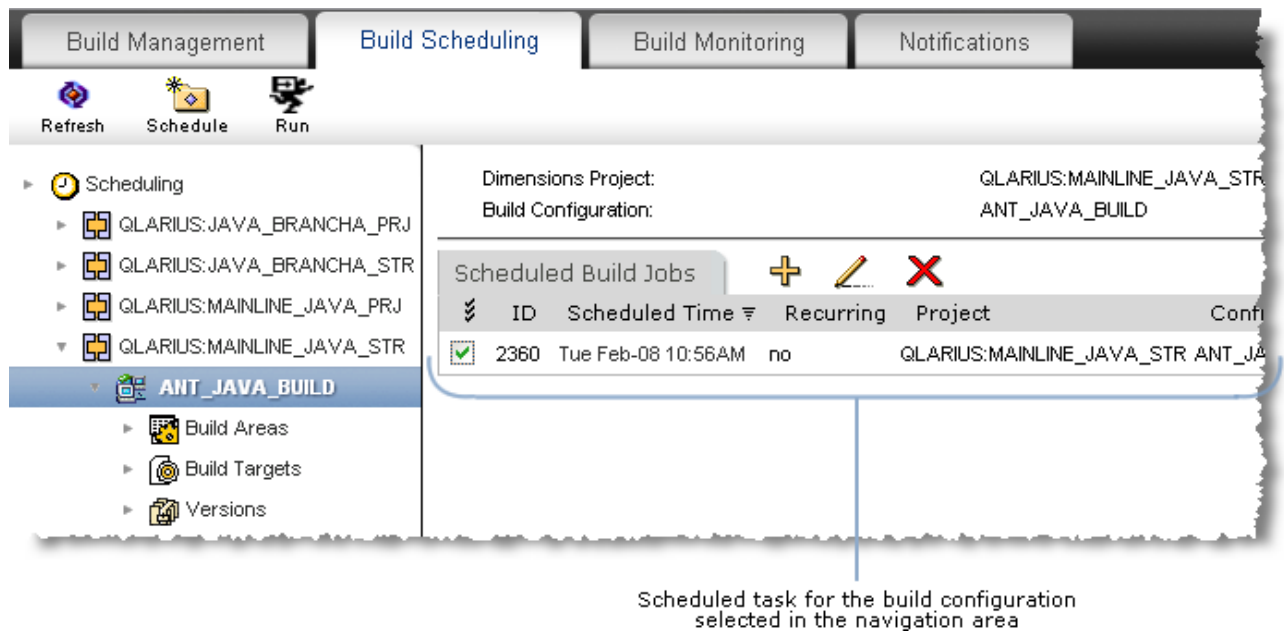 Build Management Build Scheduling Build Monitoring Notifications
Refresh Schedule Run
Scheduling
QLARIUS:JAVA_BRANCHA_PRJ
QLARIUS:JAVA_BRANCHA_STR
QLARIUS:MAINLINE_JAVA_PRJ
QLARIUS:MAINLINE_JAVA_STR
ANT_JAVA_BUILD
Build Areas
Build Targets
Versions
Dimensions Project: QLARIUS:MAINLINE_JAVA_STR
Build Configuration: ANT_JAVA_BUILD
Scheduled Build Jobs
ID Scheduled Time Recurring Project Confi
2360 Tue Feb-08 10:56AM no QLARIUS:MAINLINE_JAVA_STR ANT_JA
Scheduled task for the build configuration
selected in the navigation area